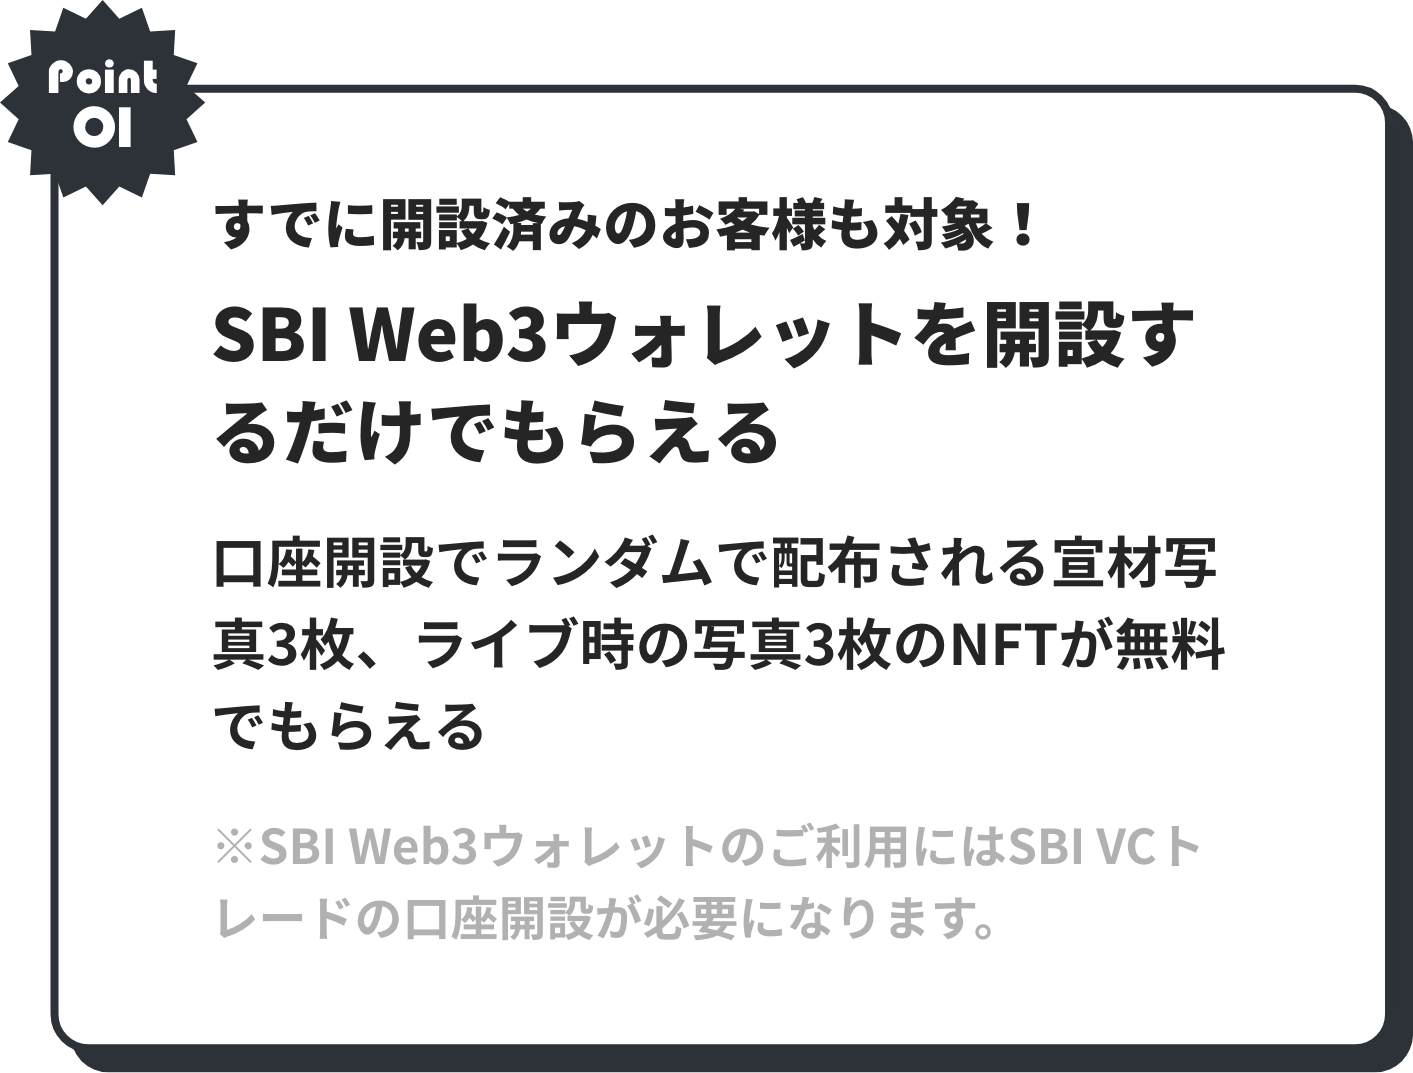 Point
01
すでに開設済みのお客様も対象！
SBI Web3ウォレットを開設す
るだけでもらえる
口座開設でランダムで配布される宣材写
真3枚、ライブ時の写真3枚のNFTが無料
でもらえる
※SBI Web3ウォレットのご利用にはSBI VCト
レードの口座開設が必要になります。